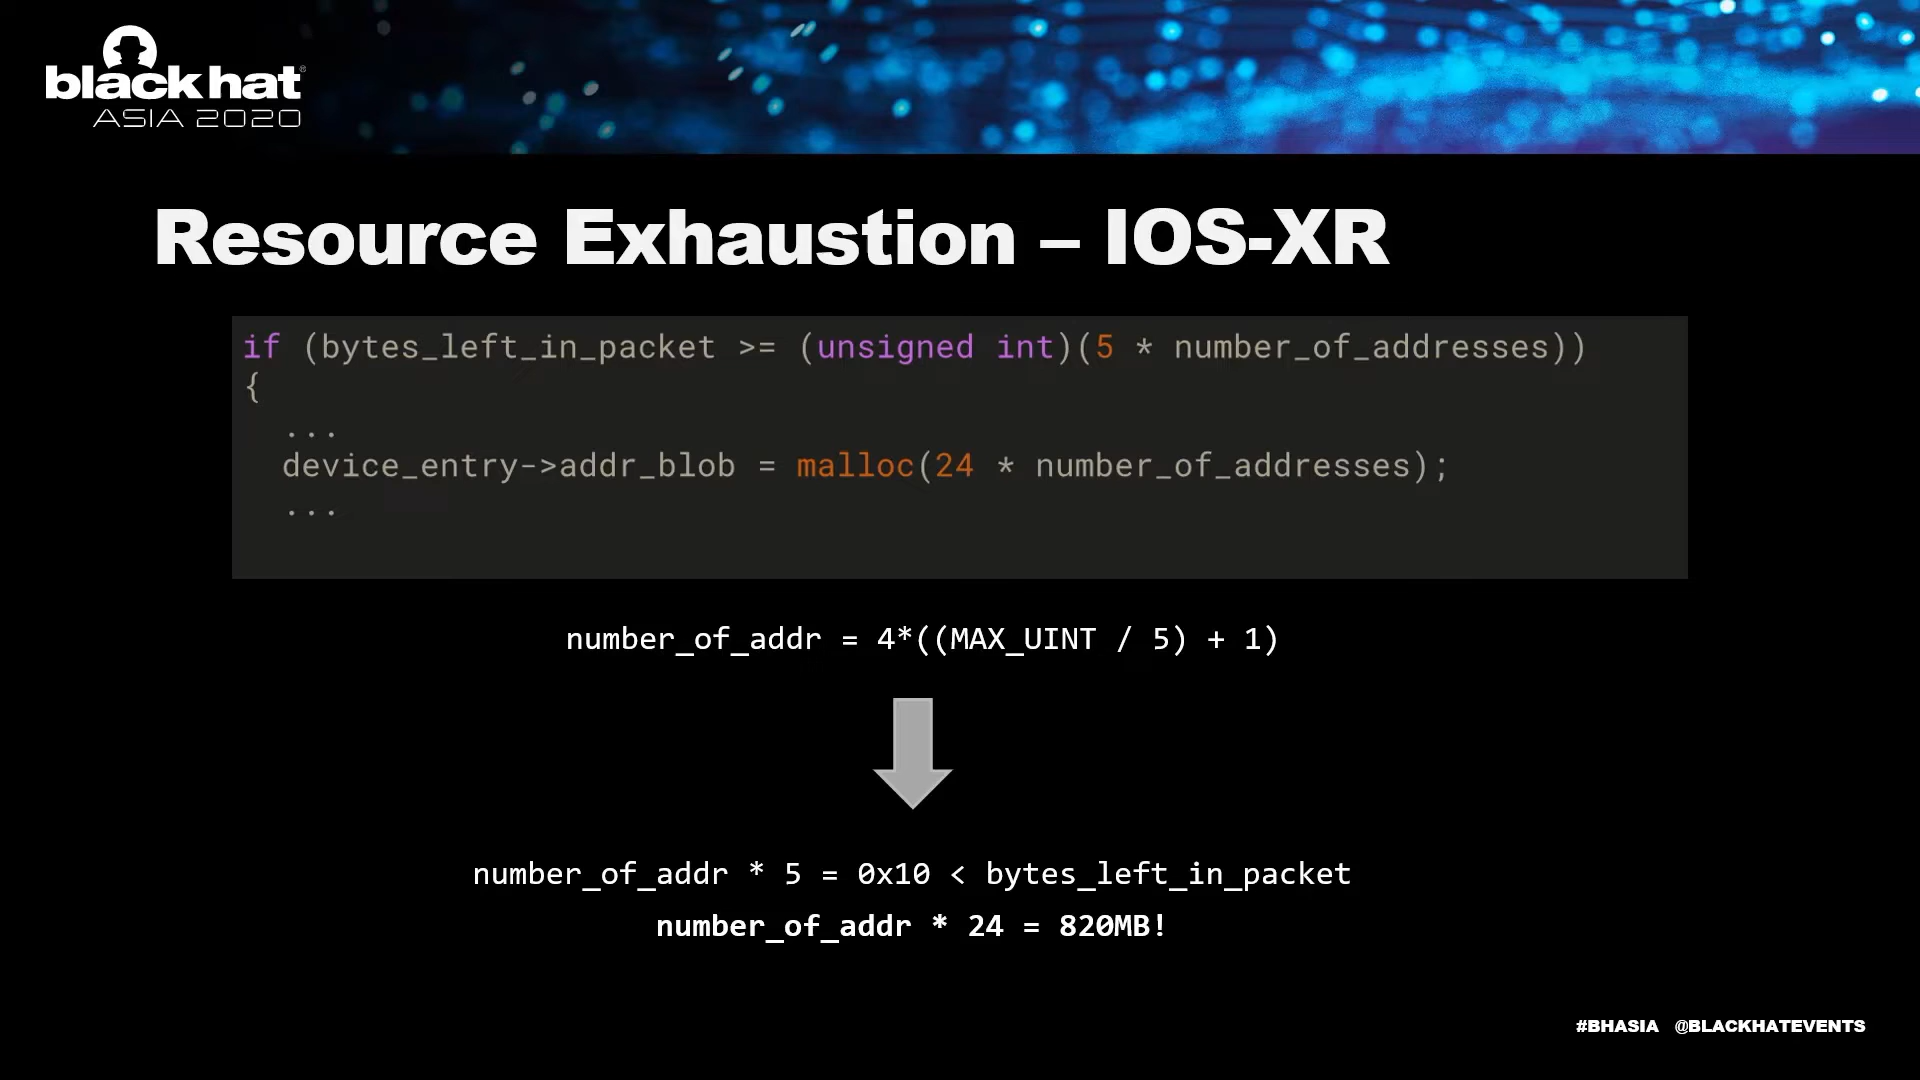 black hat®
ASIA 2020
Resource Exhaustion – IOS-XR
if (bytes_left_in_packet >= (unsigned int)(5 * number_of_addresses))
{
...
device_entry->addr_blob = malloc(24 * number_of_addresses);
...
number_of_addr = 4*((MAX_UINT / 5) + 1)
number_of_addr * 5 = 0x10 < bytes_left_in_packet
number_of_addr * 24 = 820MB!
#BHASIA @BLACKHATEVENTS